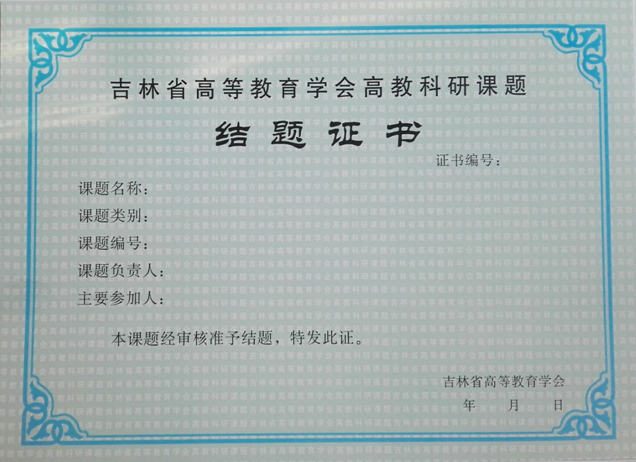 吉林省高等教育学会高教科研课题
结题证书
证书编号：
课题名称：
课题类别：
课题编号：
课题负责人：
主要参加人：
本课题经审核准予结题，特发此证。
吉林省高等教育学会
年 月 日